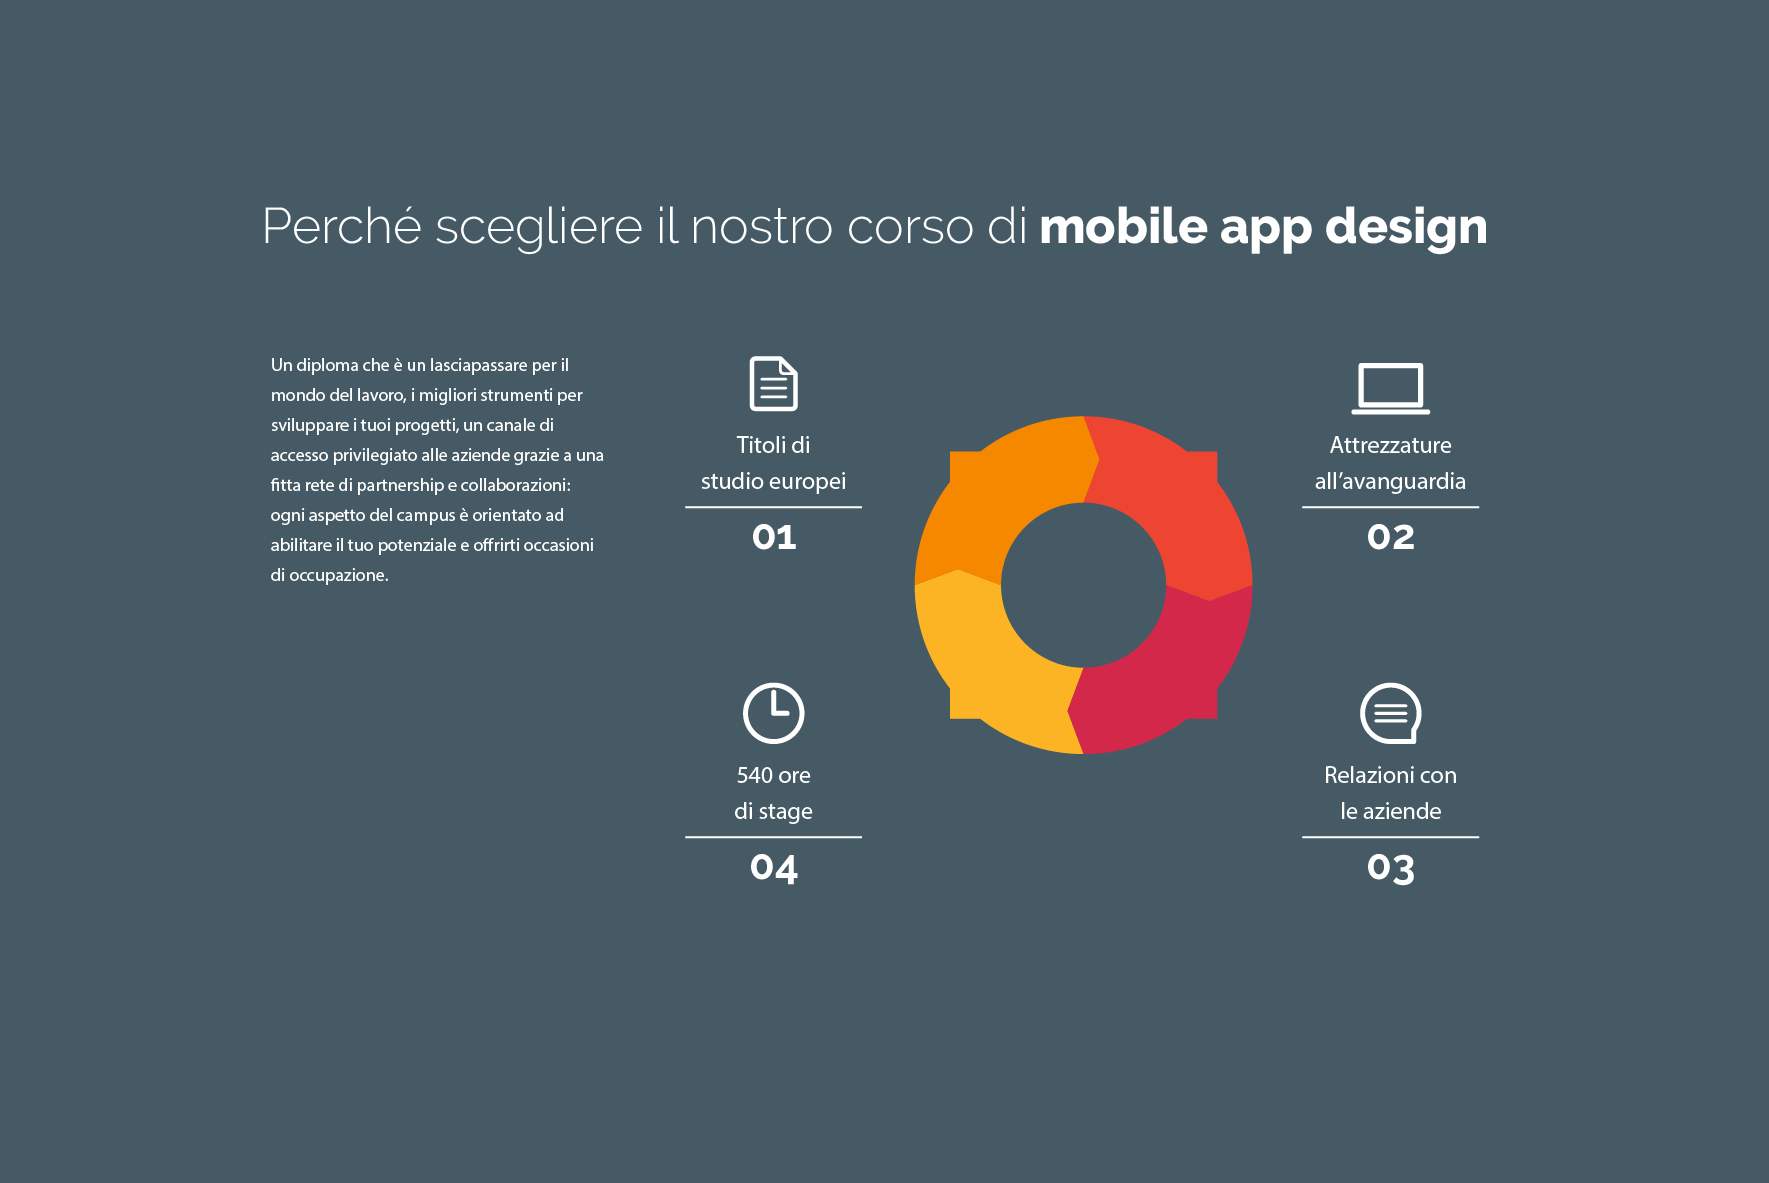 Perché scegliere il nostro corso di mobile app design
Un diploma che è un lasciapassare per il
mondo del lavoro, i migliori strumenti per
sviluppare i tuoi progetti, un canale di
accesso privilegiato alle aziende grazie a una
fitta rete di partnership e collaborazioni:
ogni aspetto del campus è orientato ad
abilitare il tuo potenziale e offrirti occasioni
di occupazione.
Titoli di
studio europei
01
Attrezzature
all’avanguardia
02
540 ore
di stage
04
Relazioni con
le aziende
03